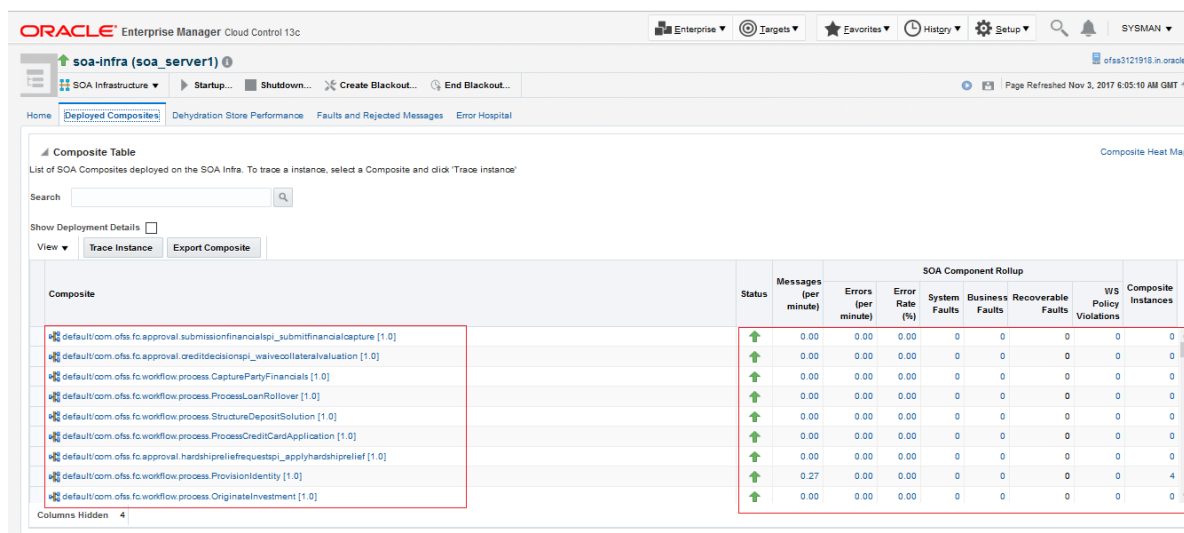 ORACLE Enterprise Manager Cloud Control 13c
Enterprise Targets Favorites History Setup SYSMAN
soa-infra (soa_server1)
ofss3121918.in.oracle
SOA Infrastructure Startup... Shutdown... Create Blackout... End Blackout...
Page Refreshed Nov 3, 2017 6:05:10 AM GMT
Home Deployed Composites Dehydration Store Performance Faults and Rejected Messages Error Hospital
Composite Table
Composite Heat Ma
List of SOA Composites deployed on the SOA Infra. To trace a instance, select a Composite and click 'Trace instance'
Search
Show Deployment Details
View Trace Instance Export Composite
Composite
Status
Messages (per minute)
SOA Component Rollup
Errors (per minute)
Error Rate (%)
System Faults
Business Faults
Recoverable Faults
WS Policy Violations
Composite Instances
default/com.ofss.fc.approval.submissionfinancialspi_submitfinancialcapture [1.0] 0.00 0.00 0.00 0 0 0 0 0
default/com.ofss.fc.approval.creditdecisionspi_waivecollateralvaluation [1.0] 0.00 0.00 0.00 0 0 0 0 0
default/com.ofss.fc.workflow.process.CapturePartyFinancials [1.0] 0.00 0.00 0.00 0 0 0 0 0
default/com.ofss.fc.workflow.process.ProcessLoanRollover [1.0] 0.00 0.00 0.00 0 0 0 0 0
default/com.ofss.fc.workflow.process.StructureDepositSolution [1.0] 0.00 0.00 0.00 0 0 0 0 0
default/com.ofss.fc.workflow.process.ProcessCreditCardApplication [1.0] 0.00 0.00 0.00 0 0 0 0 0
default/com.ofss.fc.approval.hardshipreliefrequestspi_applyhardshiprelief [1.0] 0.00 0.00 0.00 0 0 0 0 0
default/com.ofss.fc.workflow.process.ProvisionIdentity [1.0] 0.27 0.00 0.00 0 0 0 0 4
default/com.ofss.fc.workflow.process.OriginateInvestment [1.0] 0.00 0.00 0.00 0 0 0 0 0
Columns Hidden 4